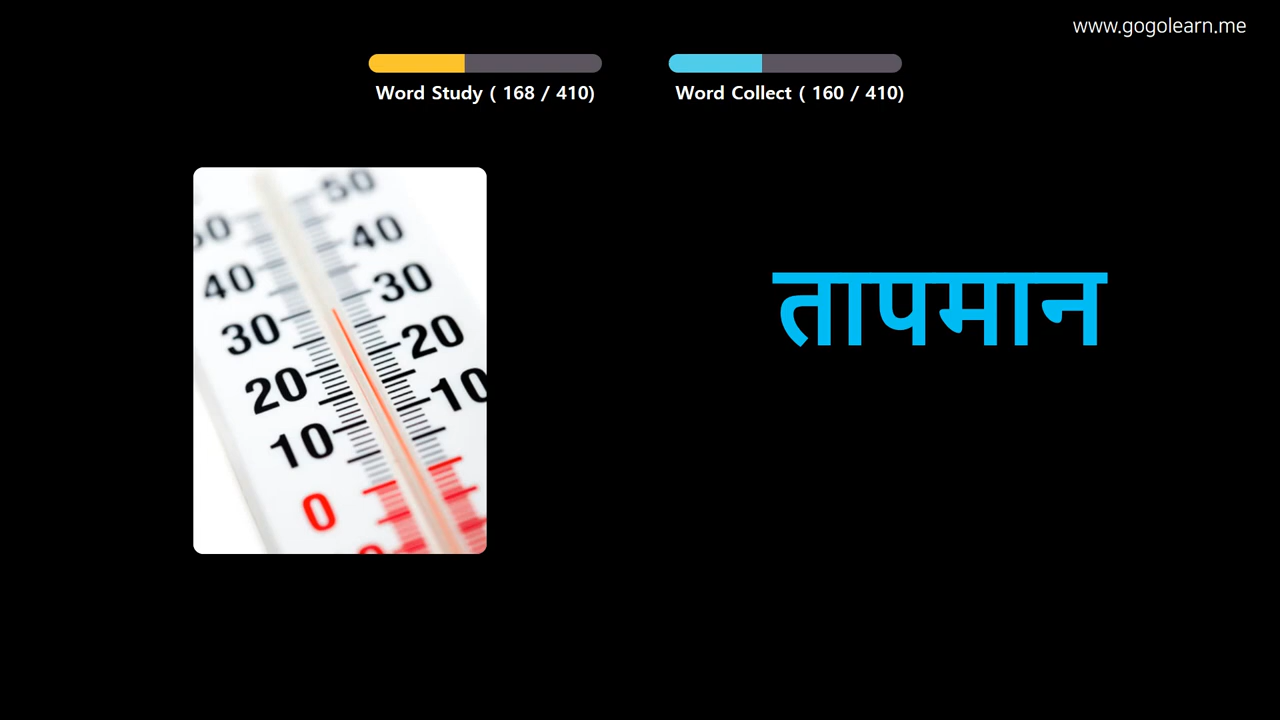 www.gogolearn.me
Word Study ( 168 / 410)
Word Collect ( 160 / 410)
50
40
30
20
10
40
30
20
10
0
तापमान